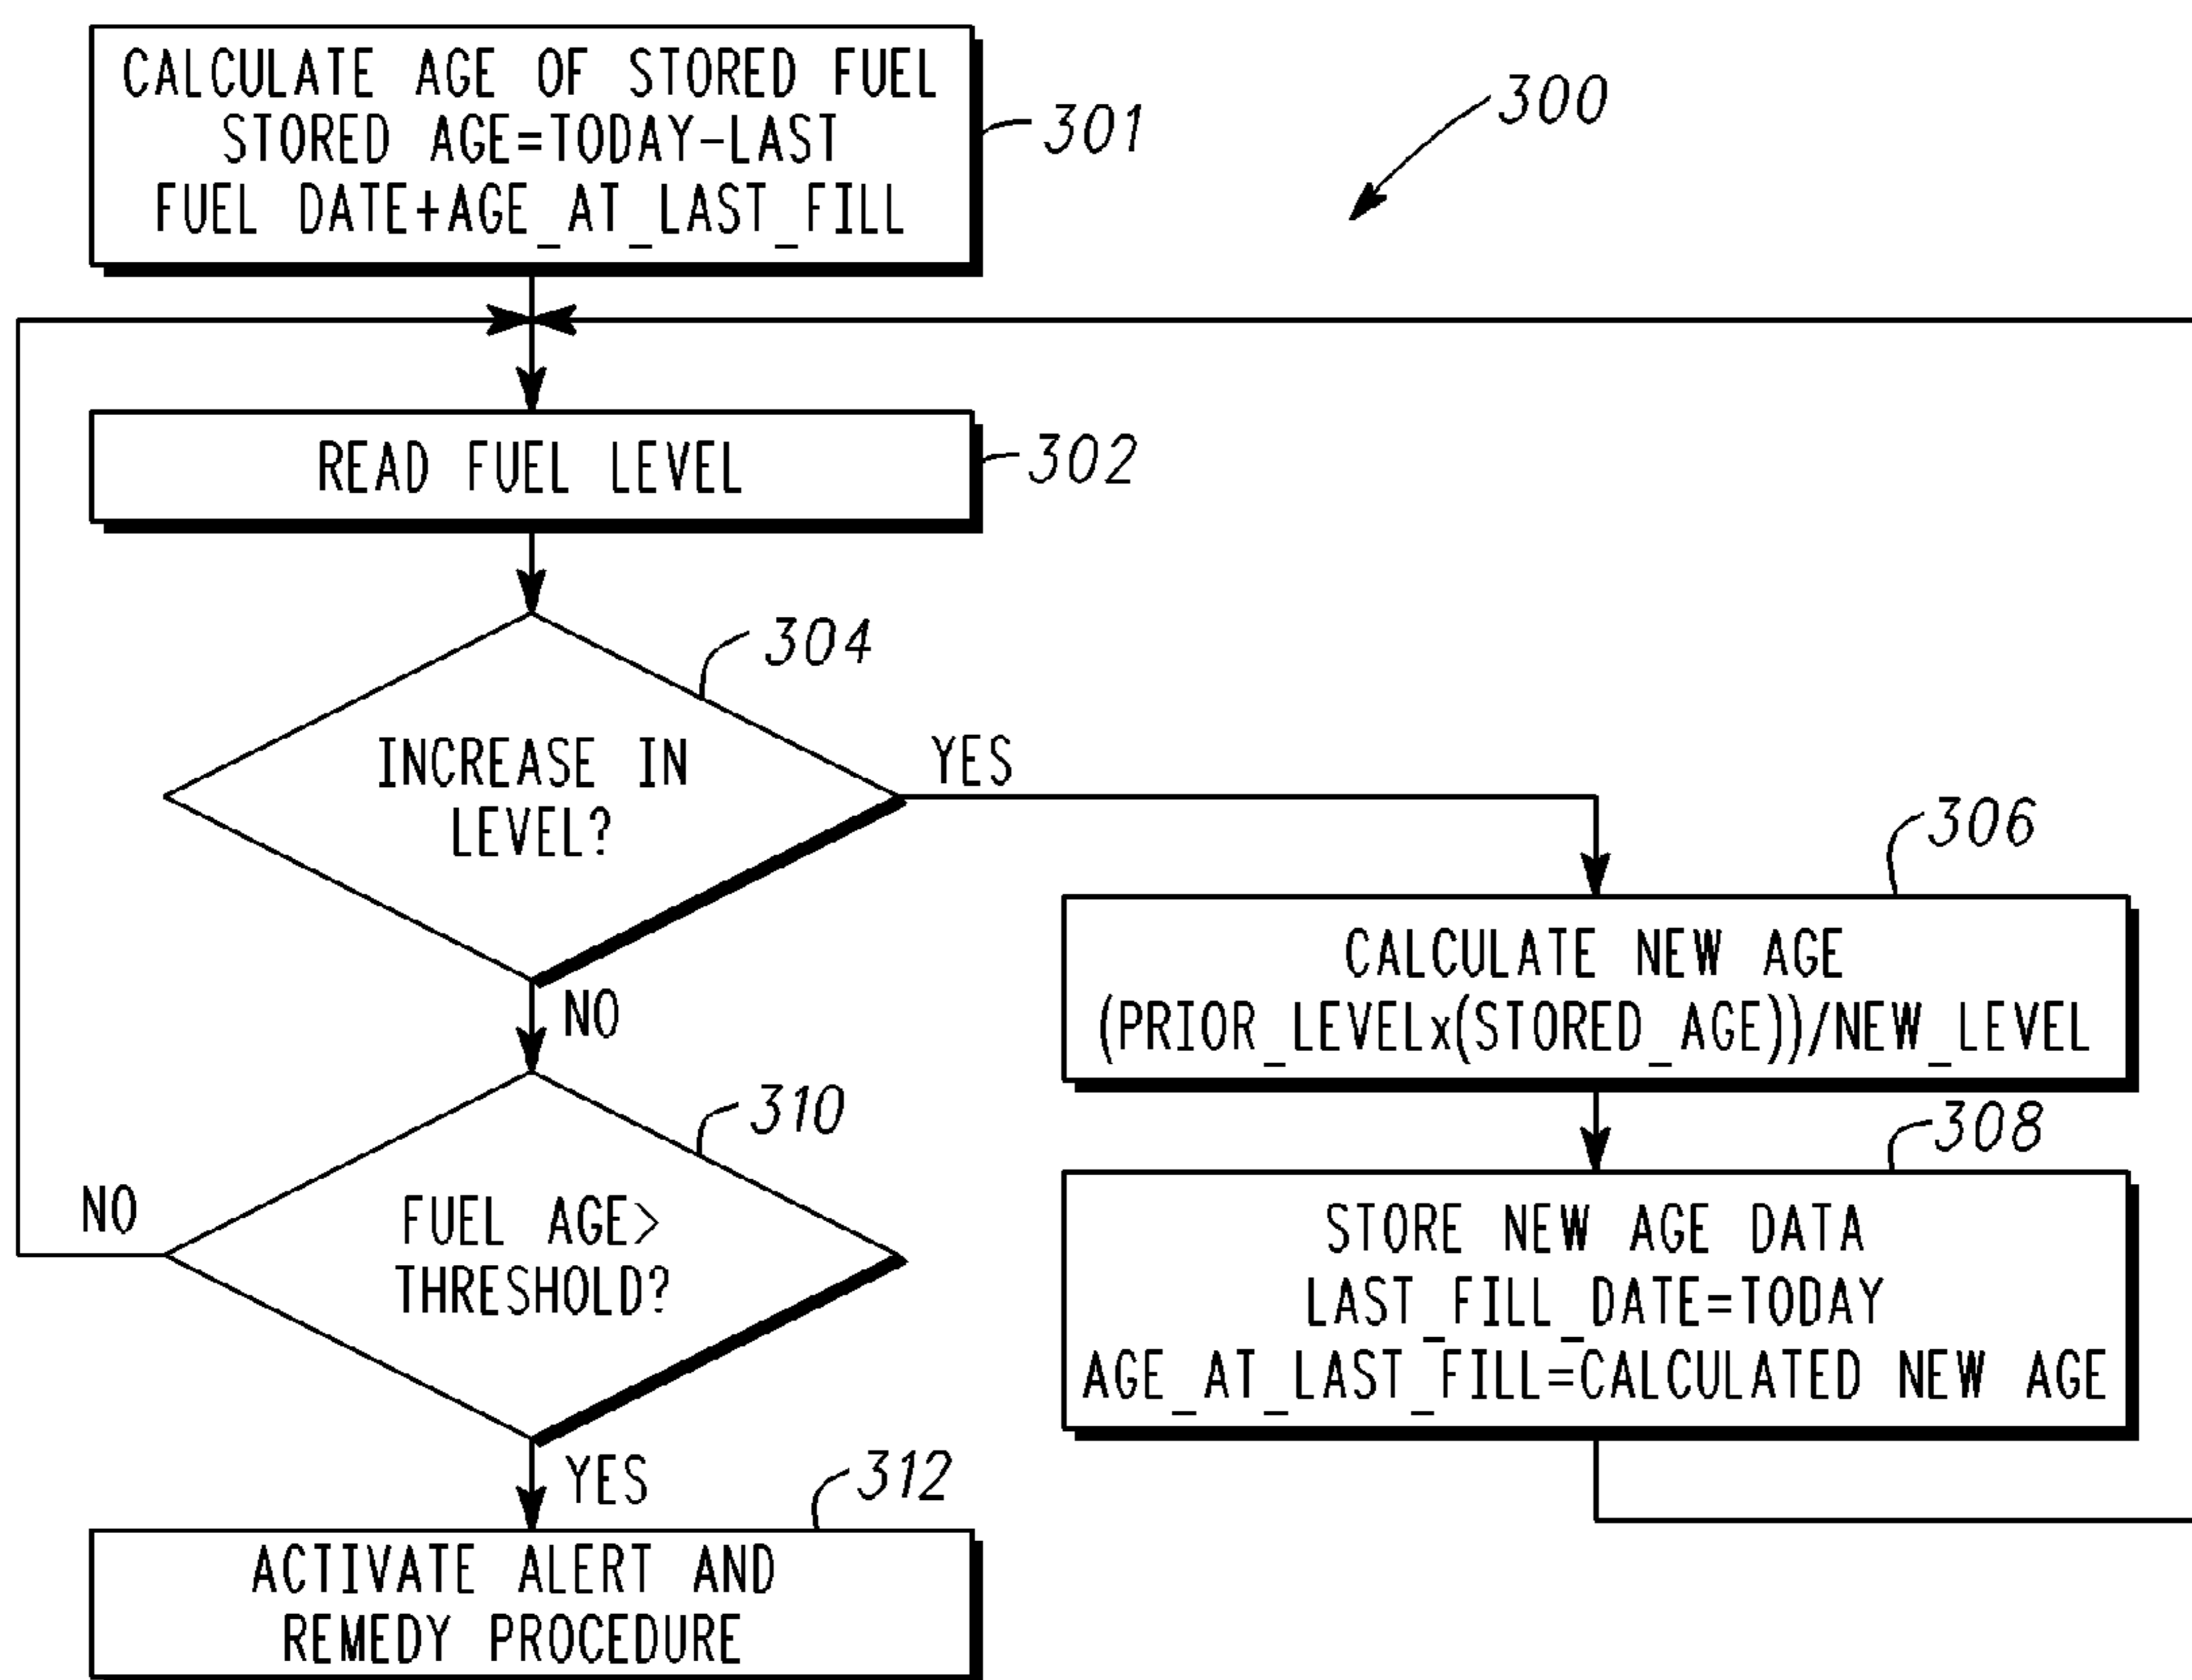 CALCULATE AGE OF STORED FUEL
STORED AGE=TODAY-LAST
FUEL DATE+AGE_AT_LAST_FILL
301
300
READ FUEL LEVEL
302
304
INCREASE IN
LEVEL?
YES
NO
306
CALCULATE NEW AGE
(PRIOR_LEVELx(STORED_AGE))/NEW_LEVEL
308
STORE NEW AGE DATA
LAST_FILL_DATE=TODAY
AGE_AT_LAST_FILL=CALCULATED NEW AGE
310
FUEL AGE>
THRESHOLD?
NO
YES
312
ACTIVATE ALERT AND
REMEDY PROCEDURE